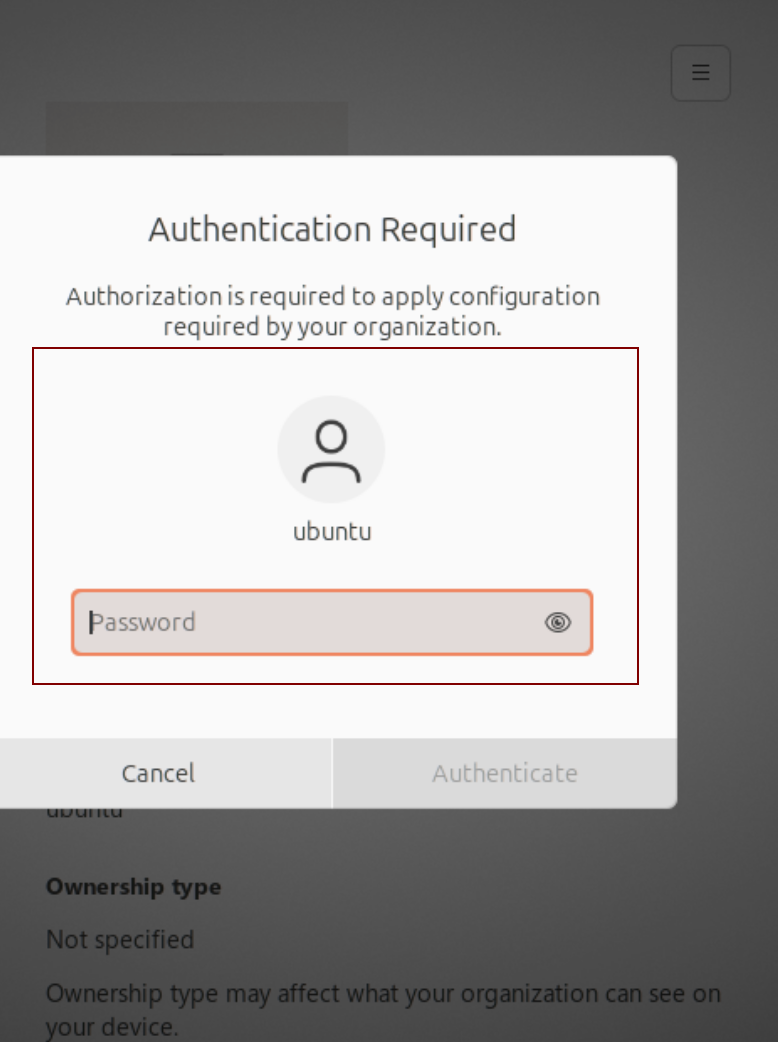 Authentication Required
Authorization is required to apply configuration
required by your organization.
ubuntu
Password
Cancel
Authenticate
ubuntu
Ownership type
Not specified
Ownership type may affect what your organization can see on
your device.